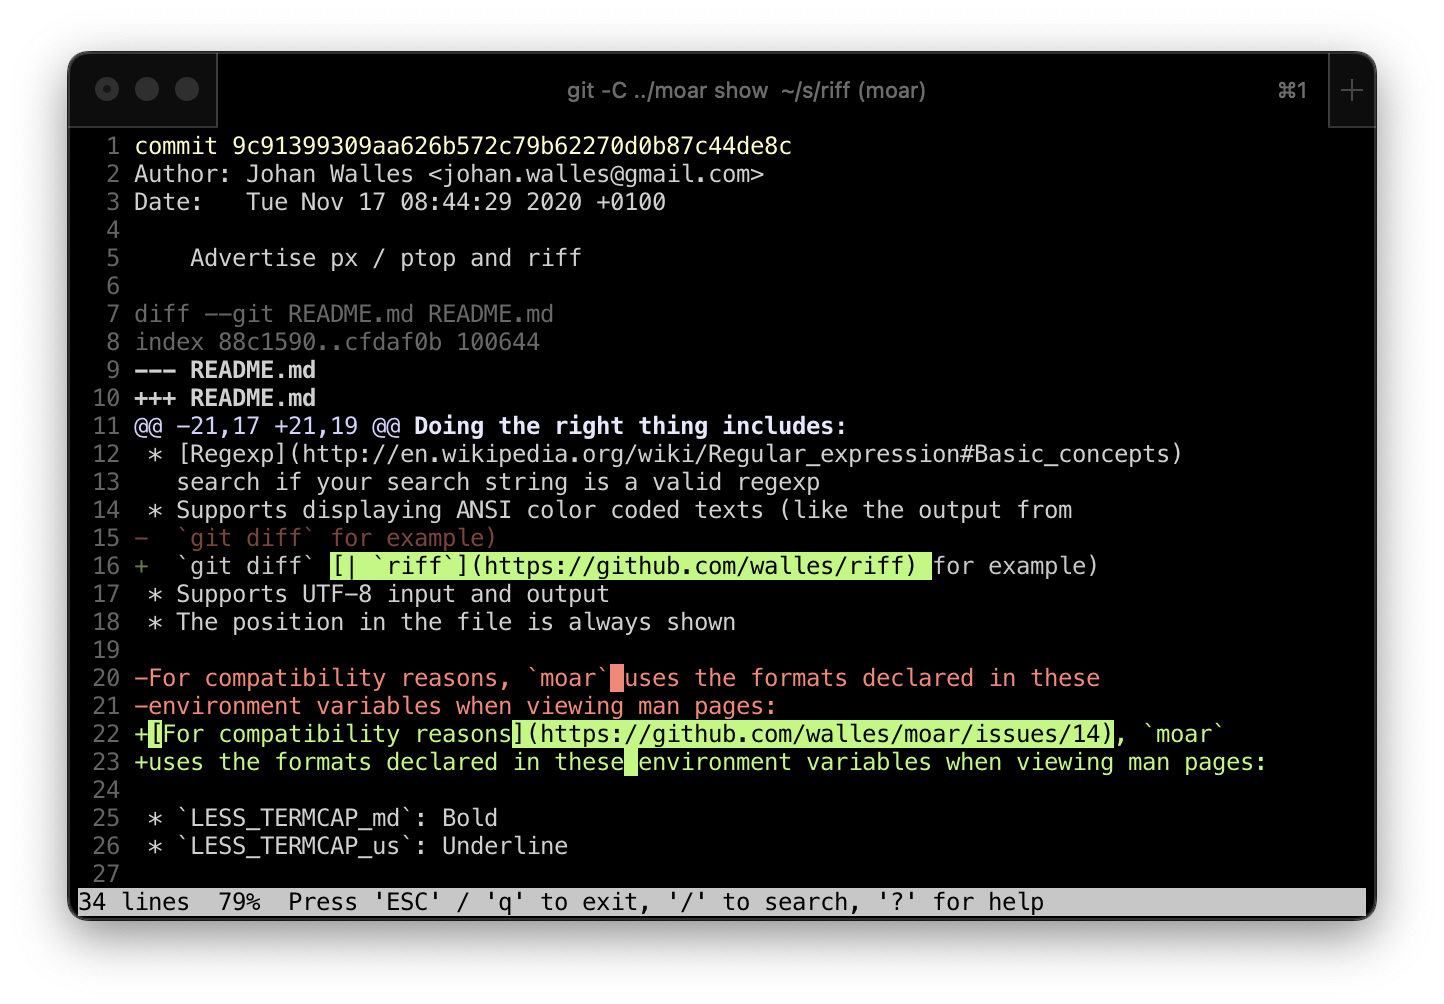 git -C ../moar show ~/s/riff (moar) ⌘1 +
1 commit 9c91399309aa626b572c79b62270d0b87c44de8c
2 Author: Johan Walles <johan.walles@gmail.com>
3 Date:   Tue Nov 17 08:44:29 2020 +0100
4
5     Advertise px / ptop and riff
6
7 diff --git README.md README.md
8 index 88c1590..cfdaf0b 100644
9 --- README.md
10 +++ README.md
11 @@ -21,17 +21,19 @@ Doing the right thing includes:
12  * [Regexp](http://en.wikipedia.org/wiki/Regular_expression#Basic_concepts)
13    search if your search string is a valid regexp
14  * Supports displaying ANSI color coded texts (like the output from
15 -  `git diff` for example)
16 +  `git diff` [| `riff`](https://github.com/walles/riff) for example)
17  * Supports UTF-8 input and output
18  * The position in the file is always shown
19
20 -For compatibility reasons, `moar` uses the formats declared in these
21 -environment variables when viewing man pages:
22 +[For compatibility reasons](https://github.com/walles/moar/issues/14), `moar`
23 +uses the formats declared in these environment variables when viewing man pages:
24
25  * `LESS_TERMCAP_md`: Bold
26  * `LESS_TERMCAP_us`: Underline
27
34 lines  79%  Press 'ESC' / 'q' to exit, '/' to search, '?' for help